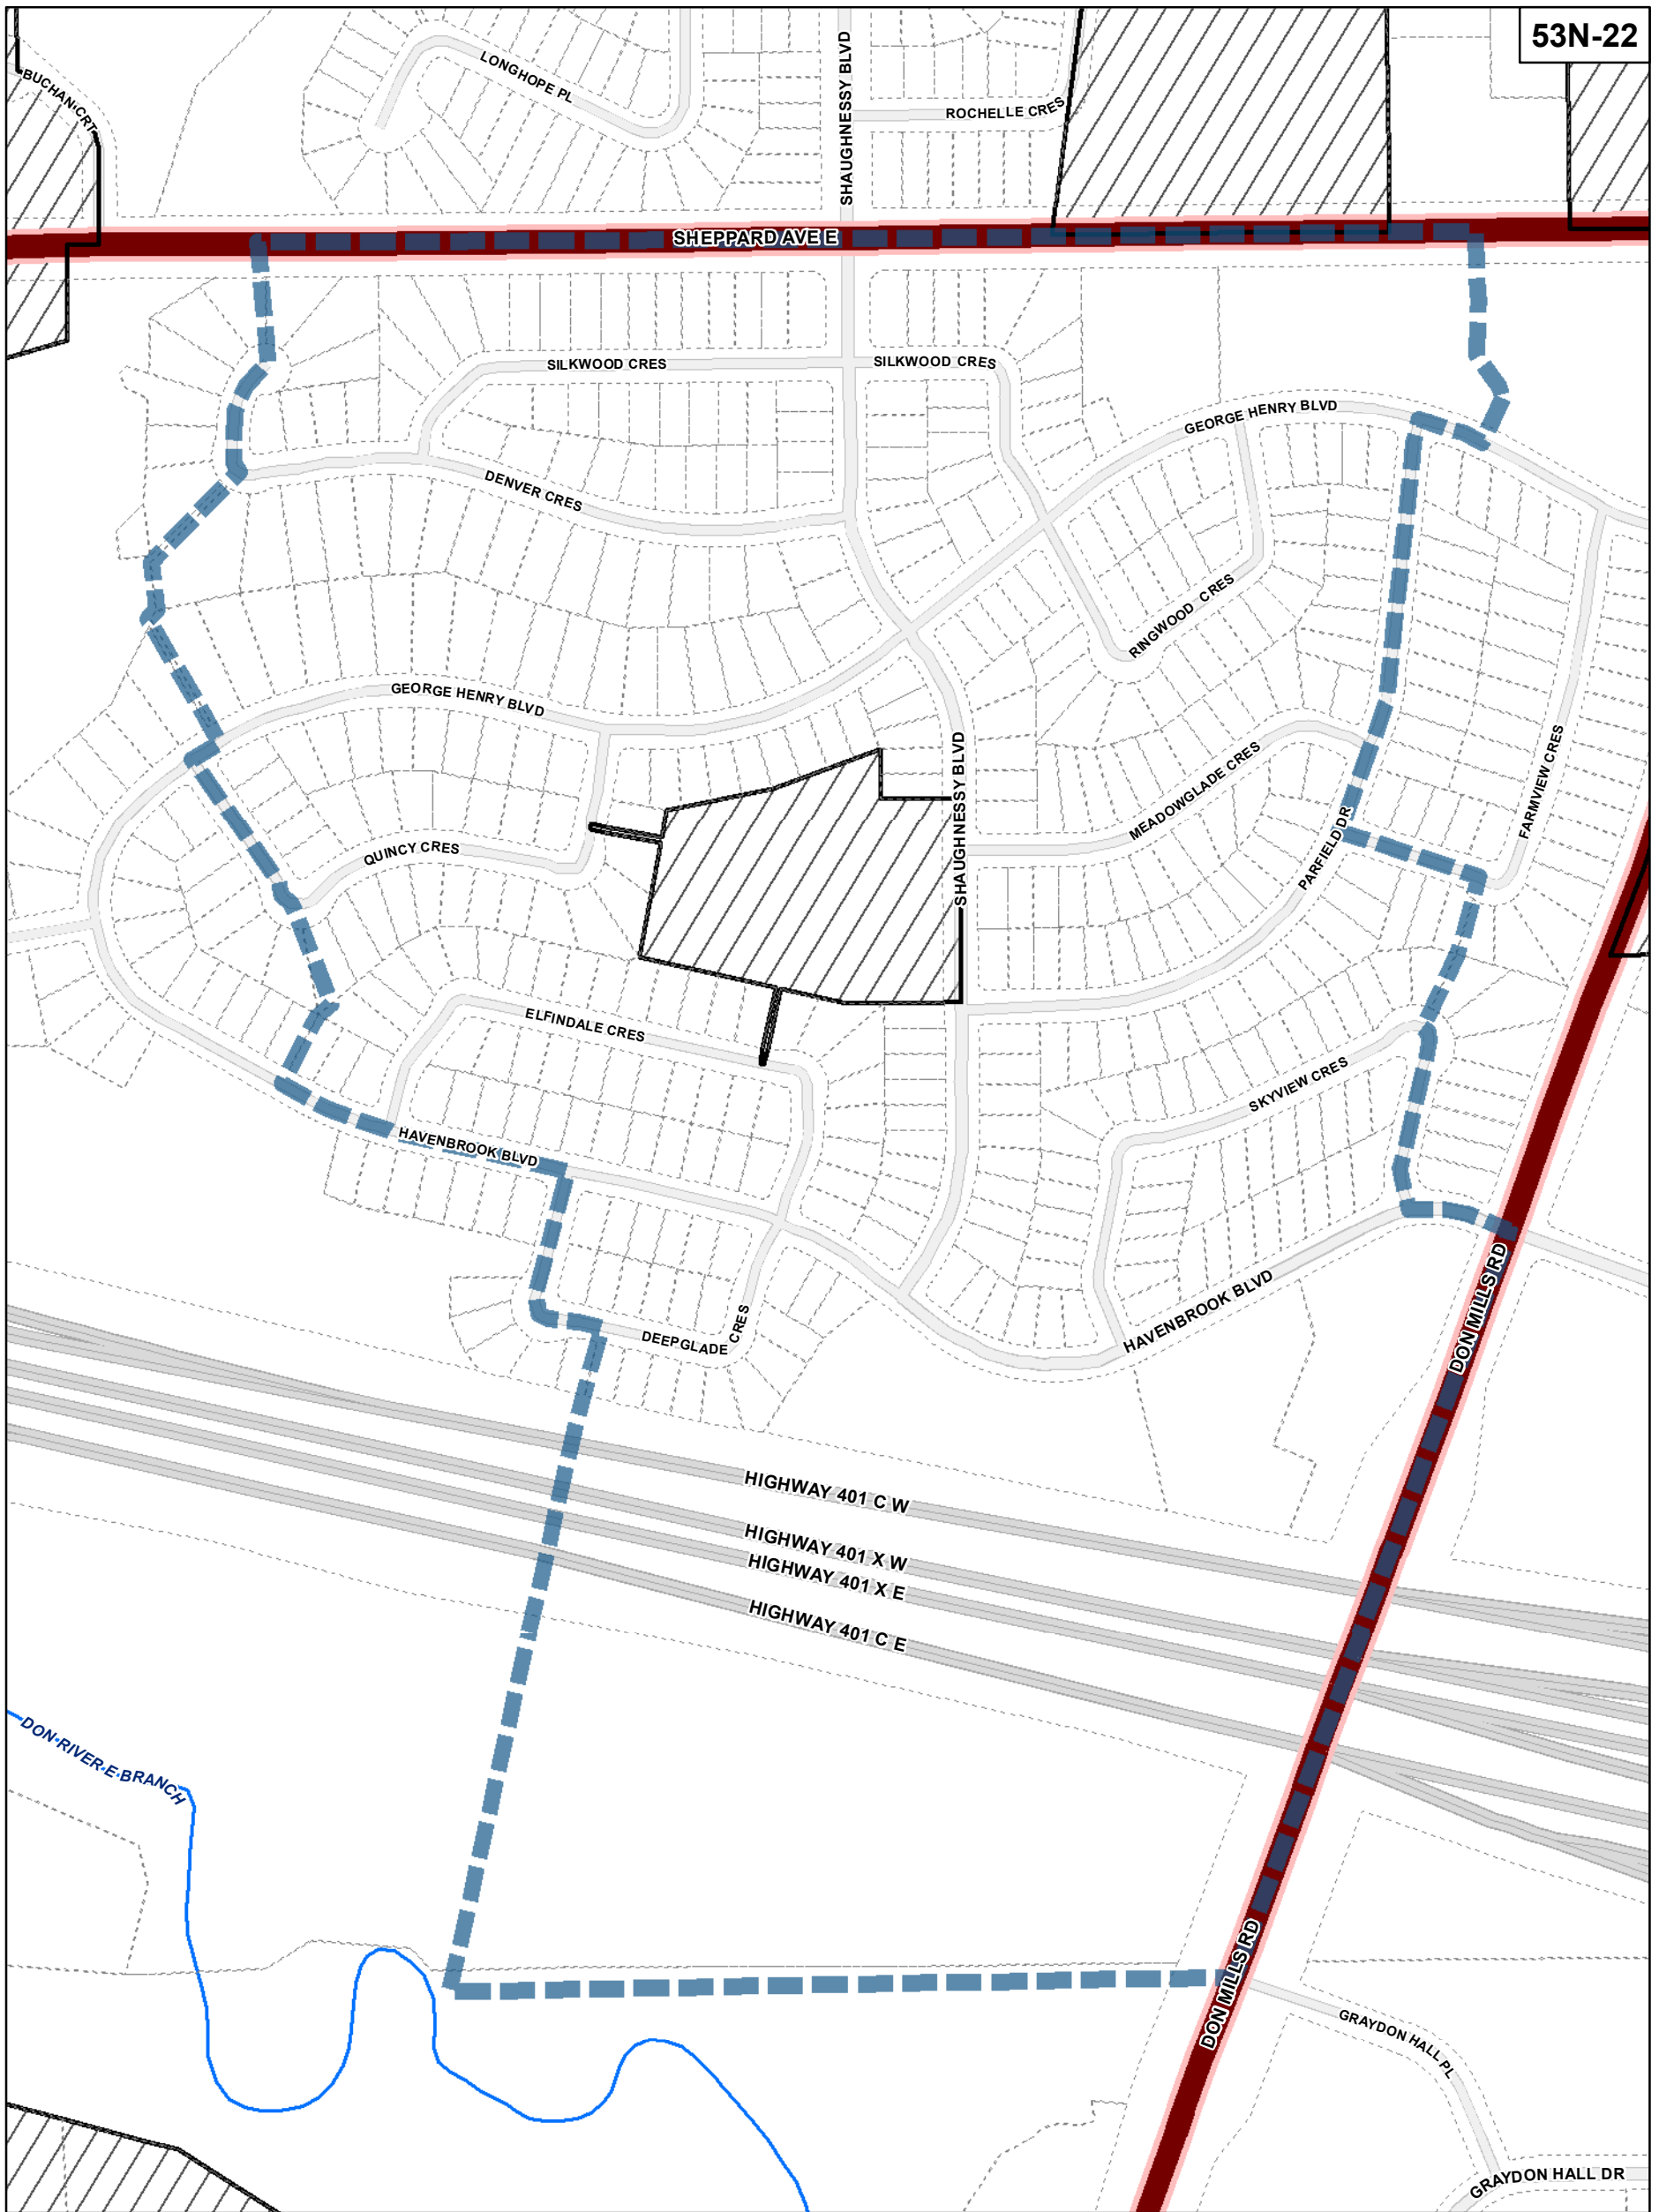 53N-22
BUCHAN CRT
LONGHOPE PL
SHAUGHNESSY BLVD
ROCHELLE CRES
SHEPPARD AVE E
SILKWOOD CRES
SILKWOOD CRES
GEORGE HENRY BLVD
DENVER CRES
RINGWOOD CRES
GEORGE HENRY BLVD
SHAUGHNESSY BLVD
MEADOWGLADE CRES
FARMVIEW CRES
PARFIELD DR
QUINCY CRES
ELFINDALE CRES
SKYVIEW CRES
HAVENBROOK BLVD
DEEPGLADE CRES
HAVENBROOK BLVD
DON MILLS RD
HIGHWAY 401 C W
HIGHWAY 401 X W
HIGHWAY 401 X E
HIGHWAY 401 C E
DON RIVER E BRANCH
DON MILLS RD
GRAYDON HALL PL
GRAYDON HALL DR